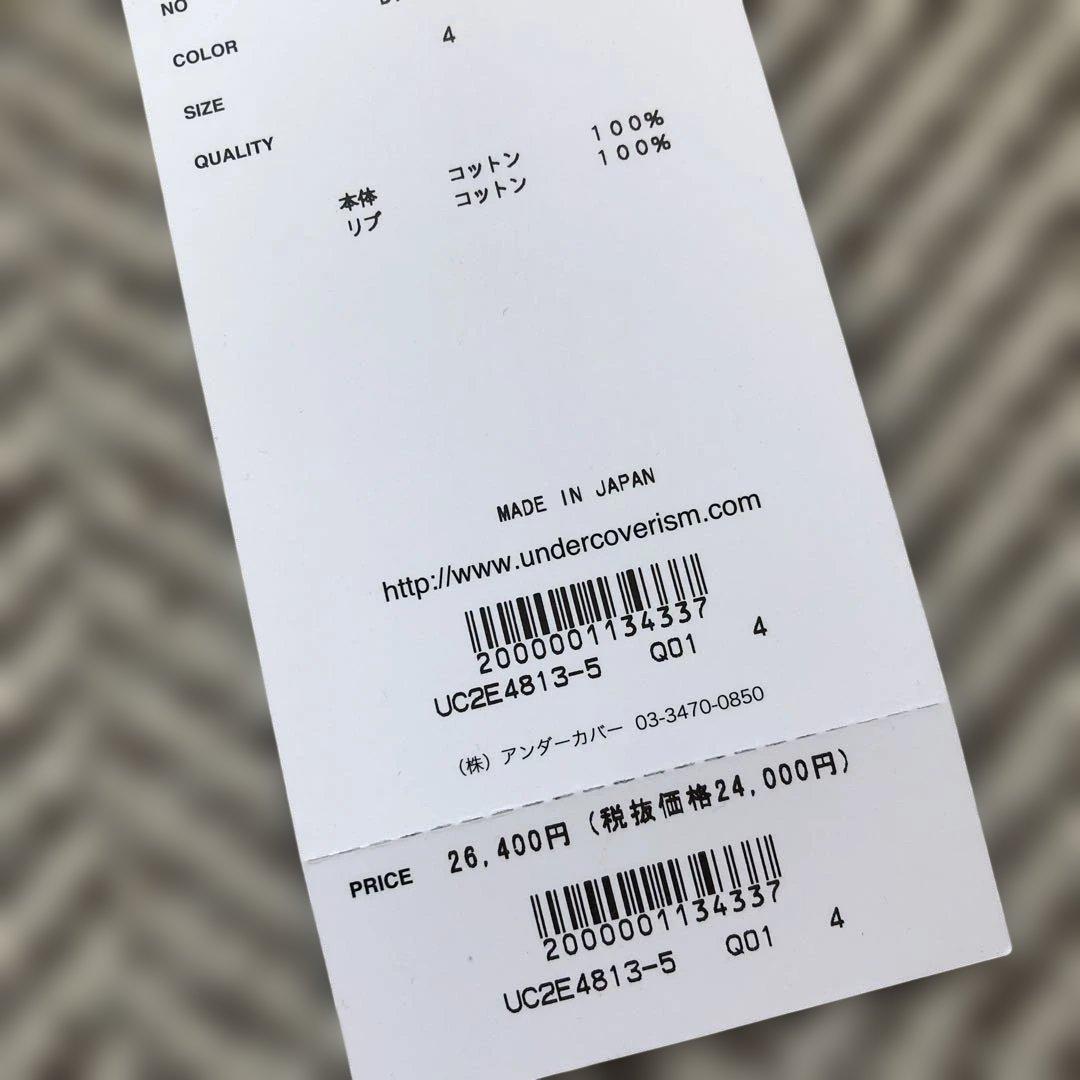 NO
COLOR
4
SIZE
QUALITY
本体 コットン 100%
リブ コットン 100%
MADE IN JAPAN
http://www.undercoverism.com
2000001134337
UC2E4813-5 Q01 4
(株) アンダーカバー 03-3470-0850
PRICE 26,400円 (税抜価格24,000円)
2000001134337
UC2E4813-5 Q01 4